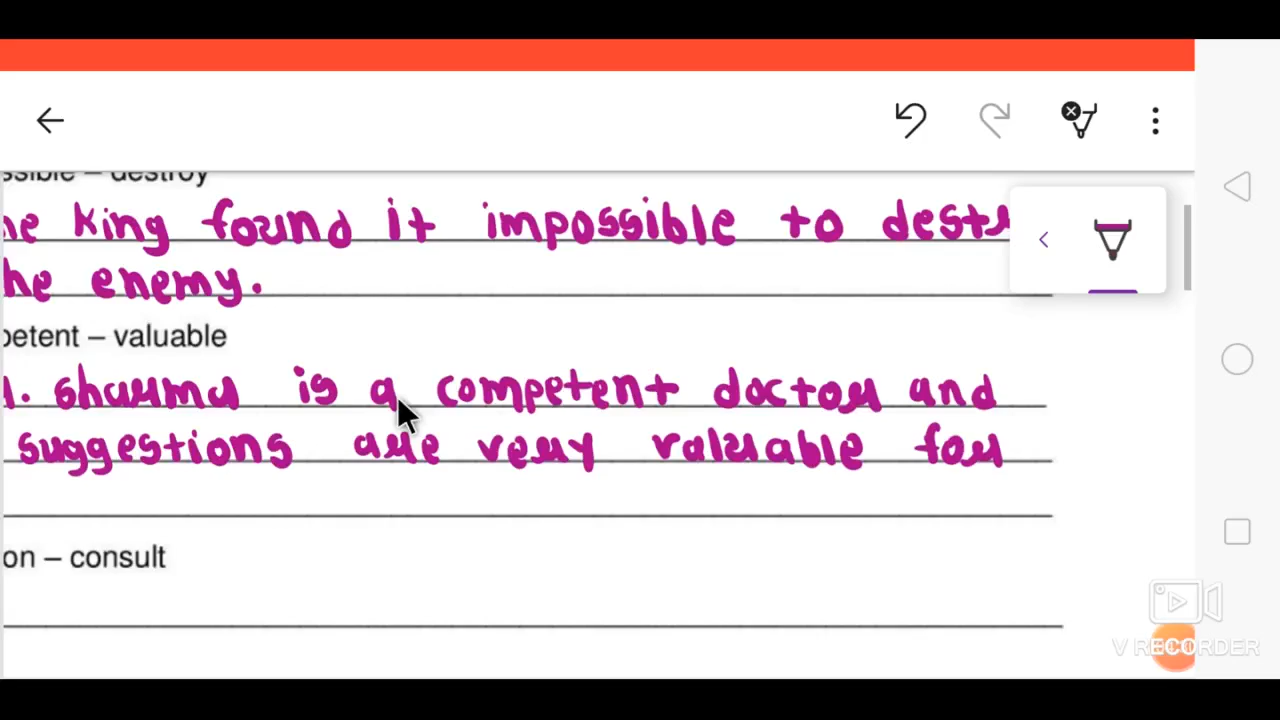 ssible – destroy
he King found it impossible to dest
he enemy.
petent – valuable
. Sharma is a competent doctor and
suggestions are very valuable for
on – consult
V RECORDER